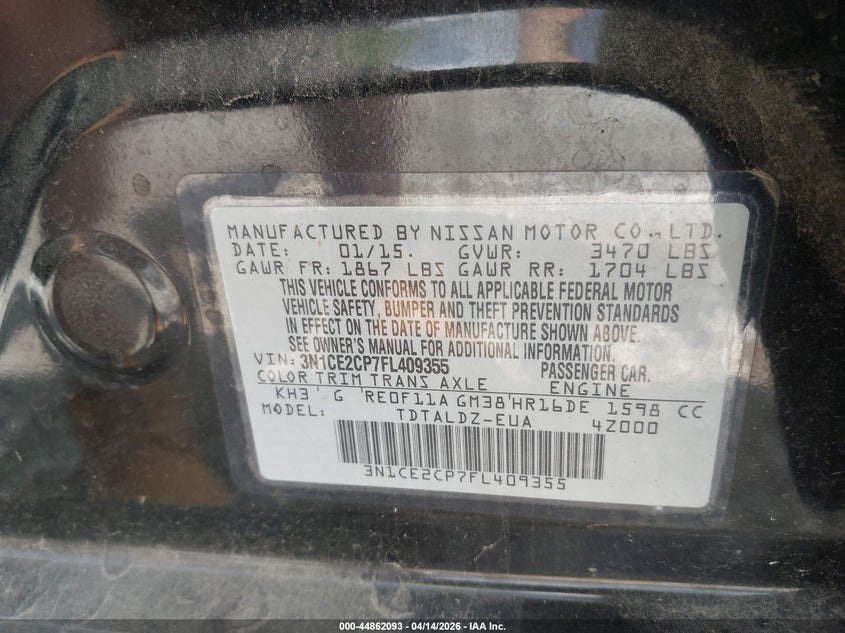 MANUFACTURED BY NISSAN MOTOR CO., LTD.
DATE: 01/15. GVWR: 3470 LBS
GAWR FR: 1867 LBS GAWR RR: 1704 LBS
THIS VEHICLE CONFORMS TO ALL APPLICABLE FEDERAL MOTOR
VEHICLE SAFETY, BUMPER AND THEFT PREVENTION STANDARDS
IN EFFECT ON THE DATE OF MANUFACTURE SHOWN ABOVE.
SEE OWNER'S MANUAL FOR ADDITIONAL INFORMATION.
VIN: 3N1CE2CP7FL409355 PASSENGER CAR.
COLOR TRIM TRANS AXLE ENGINE
KH3 G RE0F11A GM38 HR16DE 1598 CC
MODEL: TDTALDZ-EUA 4Z000
3N1CE2CP7FL409355
000-44862093 - 04/14/2026 - IAA Inc.